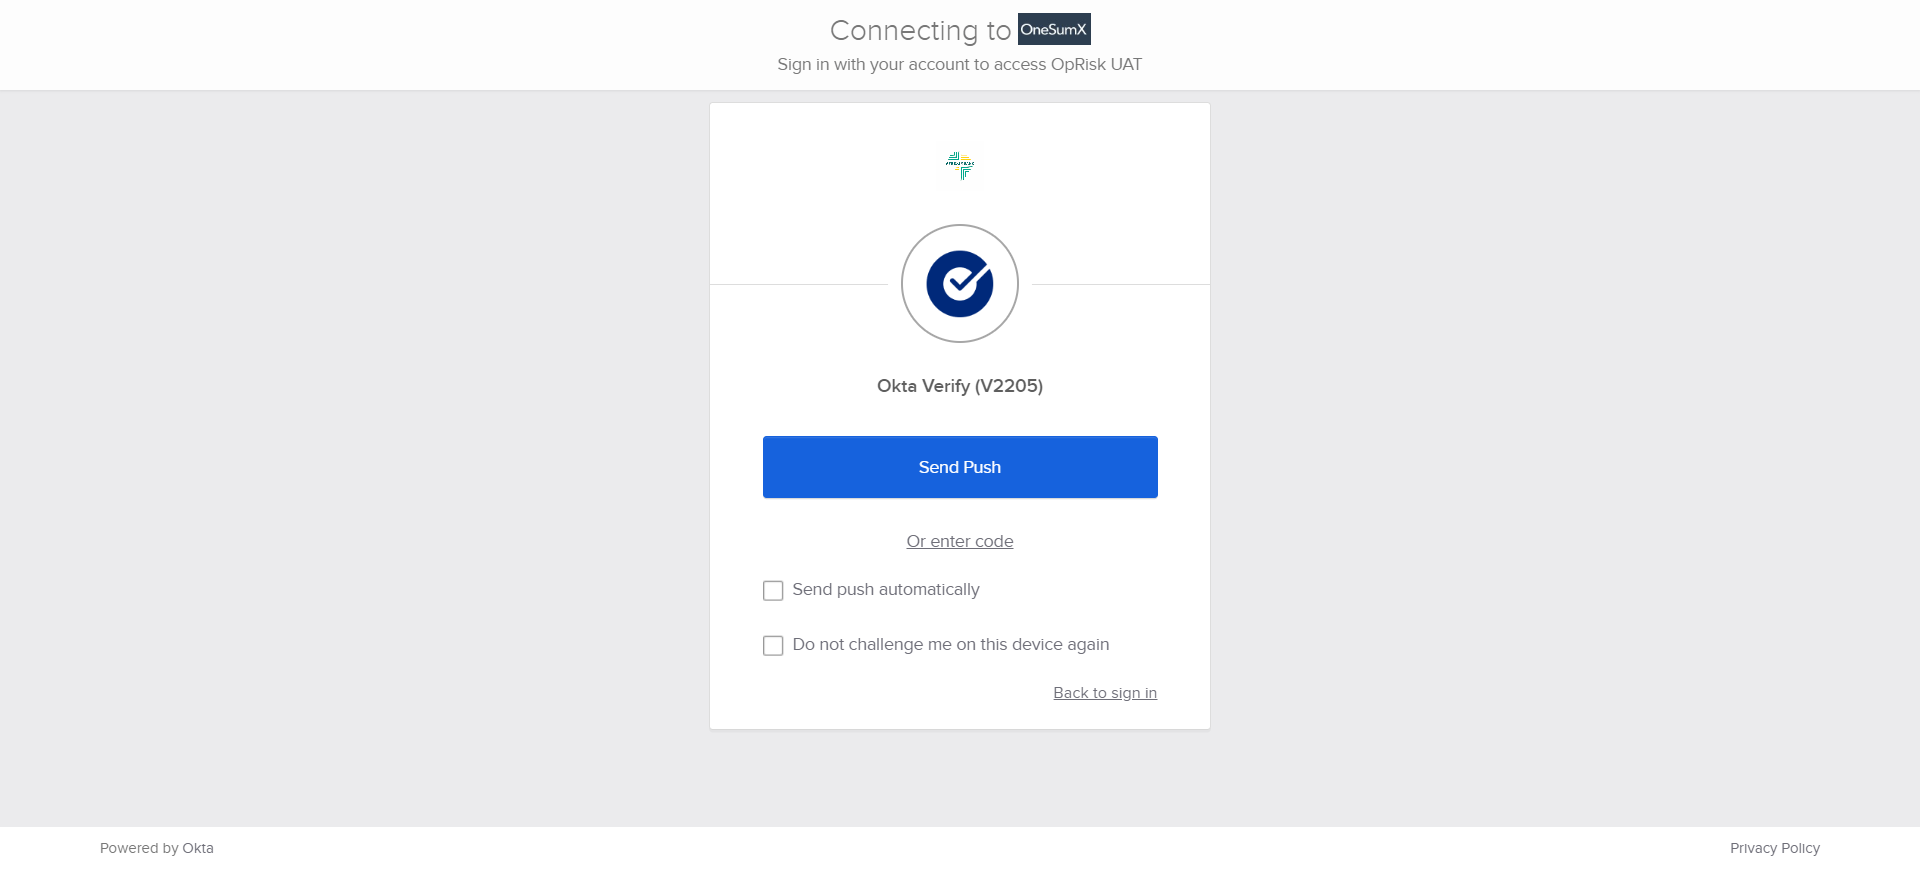 Connecting to OneSumX
Sign in with your account to access OpRisk UAT
Okta Verify (V2205)
Send Push
Or enter code
Send push automatically
Do not challenge me on this device again
Back to sign in
Powered by Okta
Privacy Policy